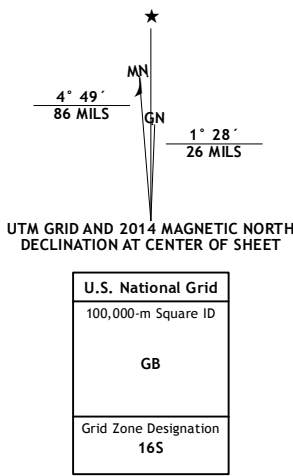 ★
MN
GN
4° 49´
86 MILS
1° 28´
26 MILS
UTM GRID AND 2014 MAGNETIC NORTH
DECLINATION AT CENTER OF SHEET
U.S. National Grid
100,000-m Square ID
GB
Grid Zone Designation
16S